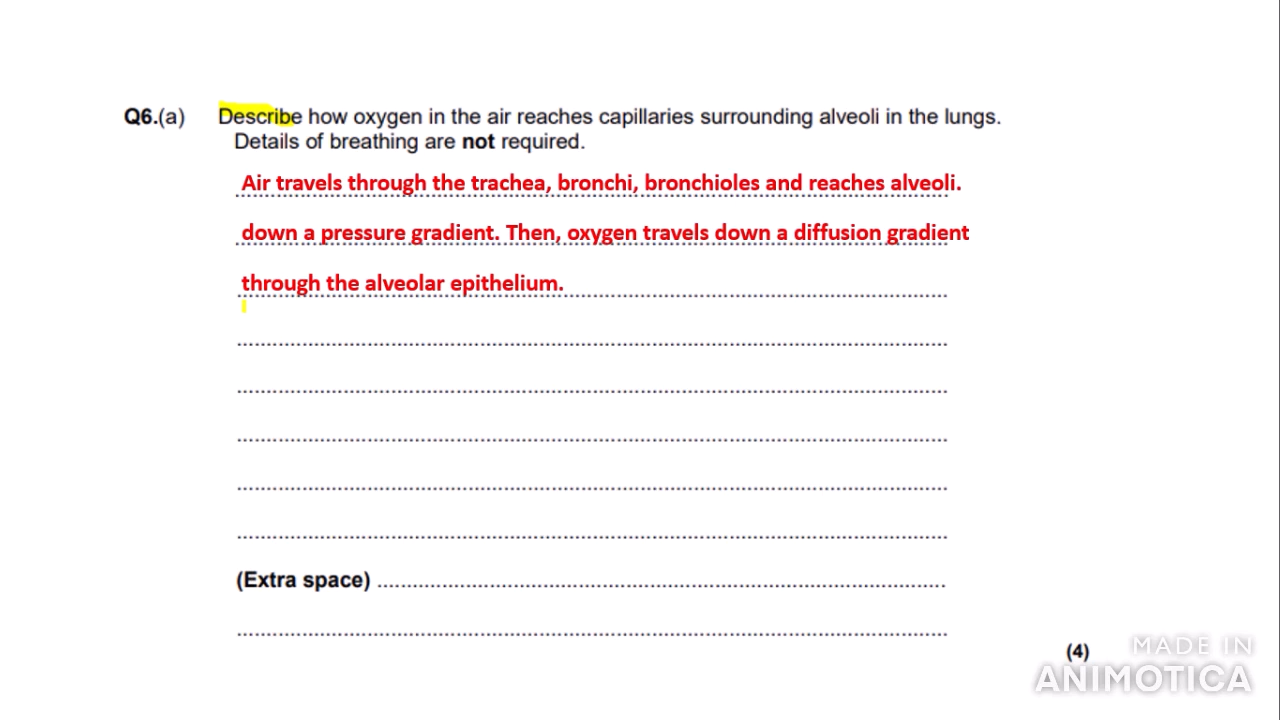 Q6.(a) Describe how oxygen in the air reaches capillaries surrounding alveoli in the lungs.
Details of breathing are not required.
Air travels through the trachea, bronchi, bronchioles and reaches alveoli.
down a pressure gradient. Then, oxygen travels down a diffusion gradient
through the alveolar epithelium.
(Extra space)
(4)
MADE IN
ANIMOTICA